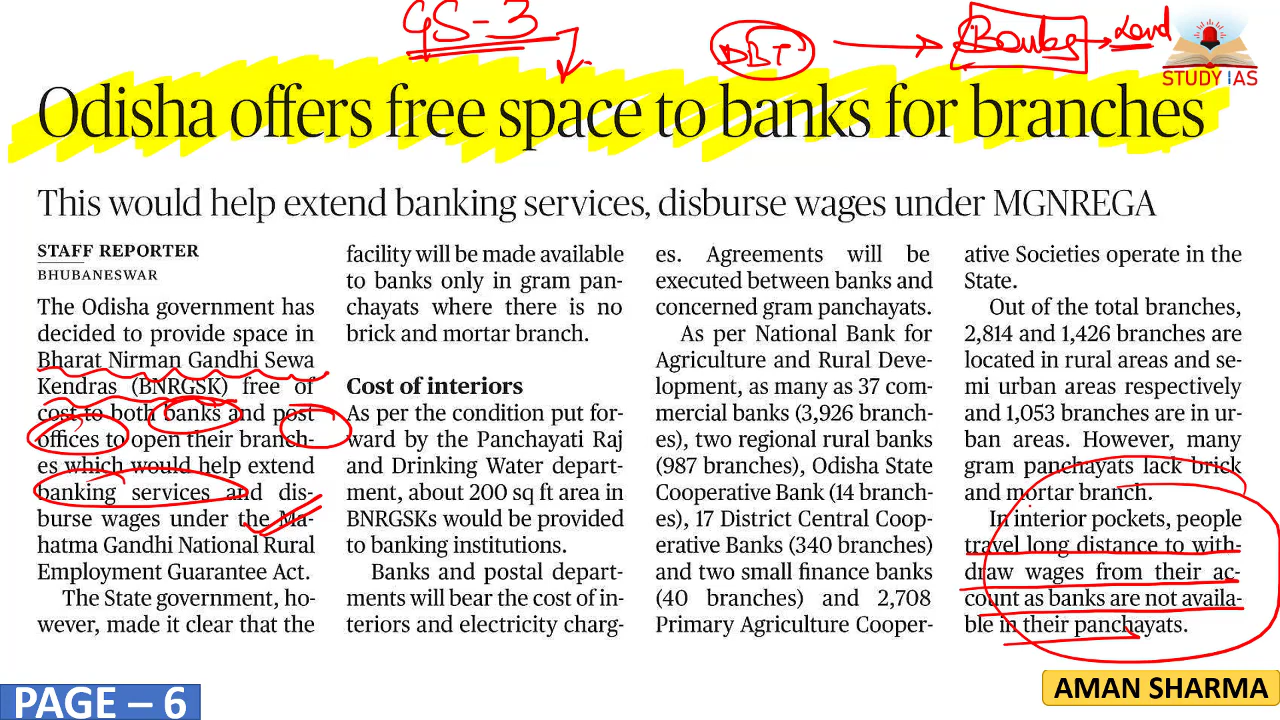 GS-3
DBT
Banks
Land
STUDY IAS
Odisha offers free space to banks for branches
This would help extend banking services, disburse wages under MGNREGA
STAFF REPORTER
BHUBANESWAR
The Odisha government has
decided to provide space in
Bharat Nirman Gandhi Sewa
Kendras (BNRGSK) free of
cost to both banks and post
offices to open their branch-
es which would help extend
banking services and dis-
burse wages under the Ma-
hatma Gandhi National Rural
Employment Guarantee Act.
The State government, ho-
wever, made it clear that the
facility will be made available
to banks only in gram pan-
chayats where there is no
brick and mortar branch.
Cost of interiors
As per the condition put for-
ward by the Panchayati Raj
and Drinking Water depart-
ment, about 200 sq ft area in
BNRGSKs would be provided
to banking institutions.
Banks and postal depart-
ments will bear the cost of in-
teriors and electricity charg-
es. Agreements will be
executed between banks and
concerned gram panchayats.
As per National Bank for
Agriculture and Rural Deve-
lopment, as many as 37 com-
mercial banks (3,926 branch-
es), two regional rural banks
(987 branches), Odisha State
Cooperative Bank (14 branch-
es), 17 District Central Coop-
erative Banks (340 branches)
and two small finance banks
(40 branches) and 2,708
Primary Agriculture Cooper-
ative Societies operate in the
State.
Out of the total branches,
2,814 and 1,426 branches are
located in rural areas and se-
mi urban areas respectively
and 1,053 branches are in ur-
ban areas. However, many
gram panchayats lack brick
and mortar branch.
In interior pockets, people
travel long distance to with-
draw wages from their ac-
count as banks are not availa-
ble in their panchayats.
PAGE – 6
AMAN SHARMA